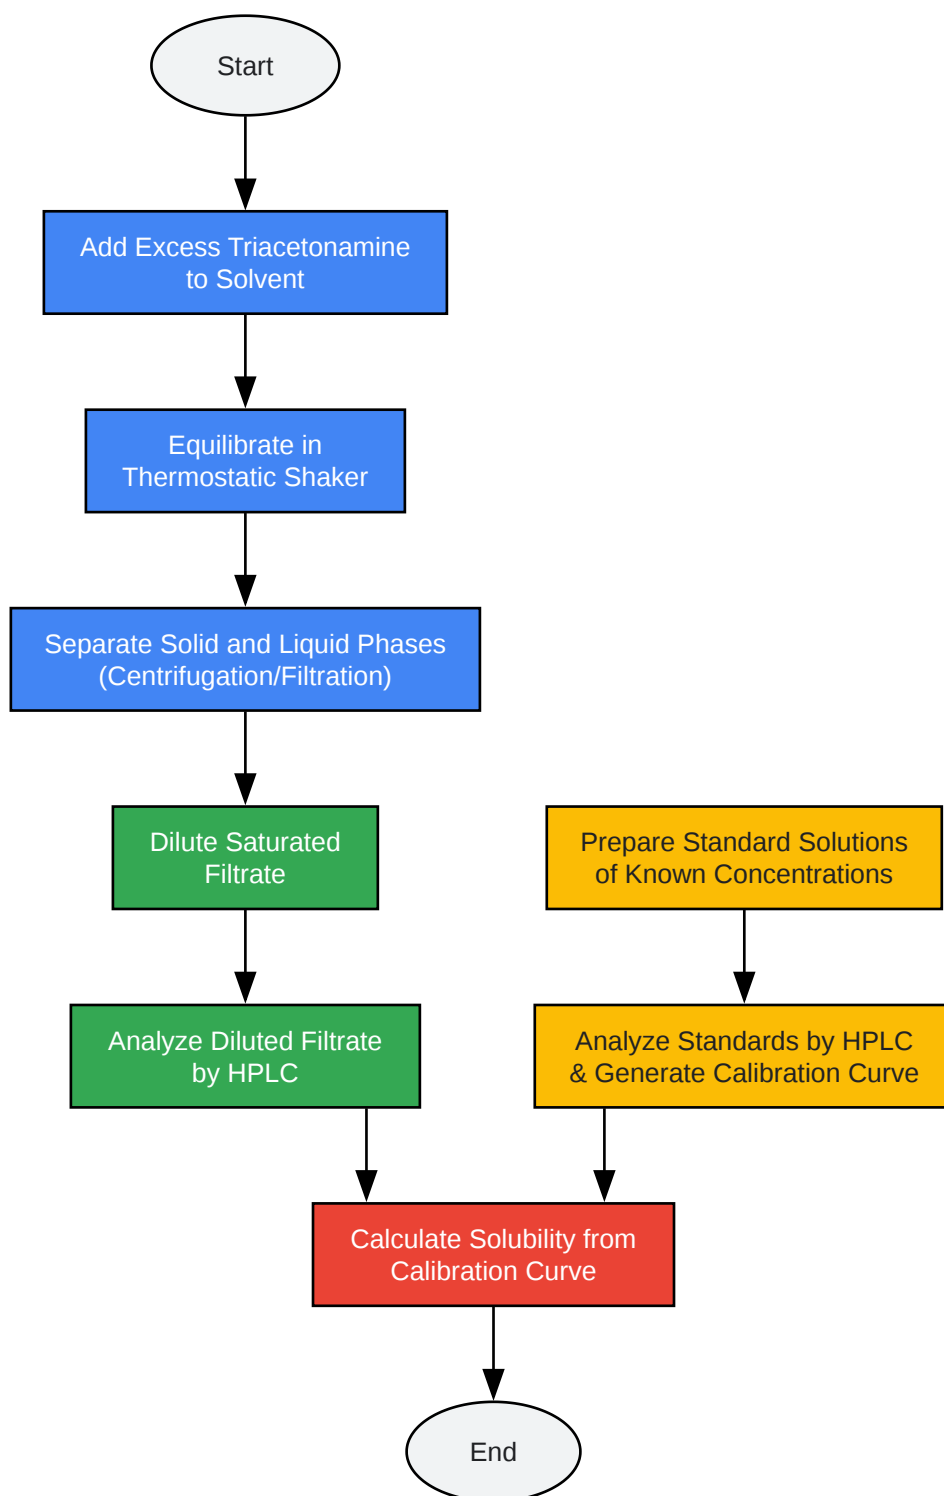 Start
Add Excess Triacetonamine
to Solvent
Equilibrate in
Thermostatic Shaker
Separate Solid and Liquid Phases
(Centrifugation/Filtration)
Dilute Saturated
Filtrate
Prepare Standard Solutions
of Known Concentrations
Analyze Diluted Filtrate
by HPLC
Analyze Standards by HPLC
& Generate Calibration Curve
Calculate Solubility from
Calibration Curve
End